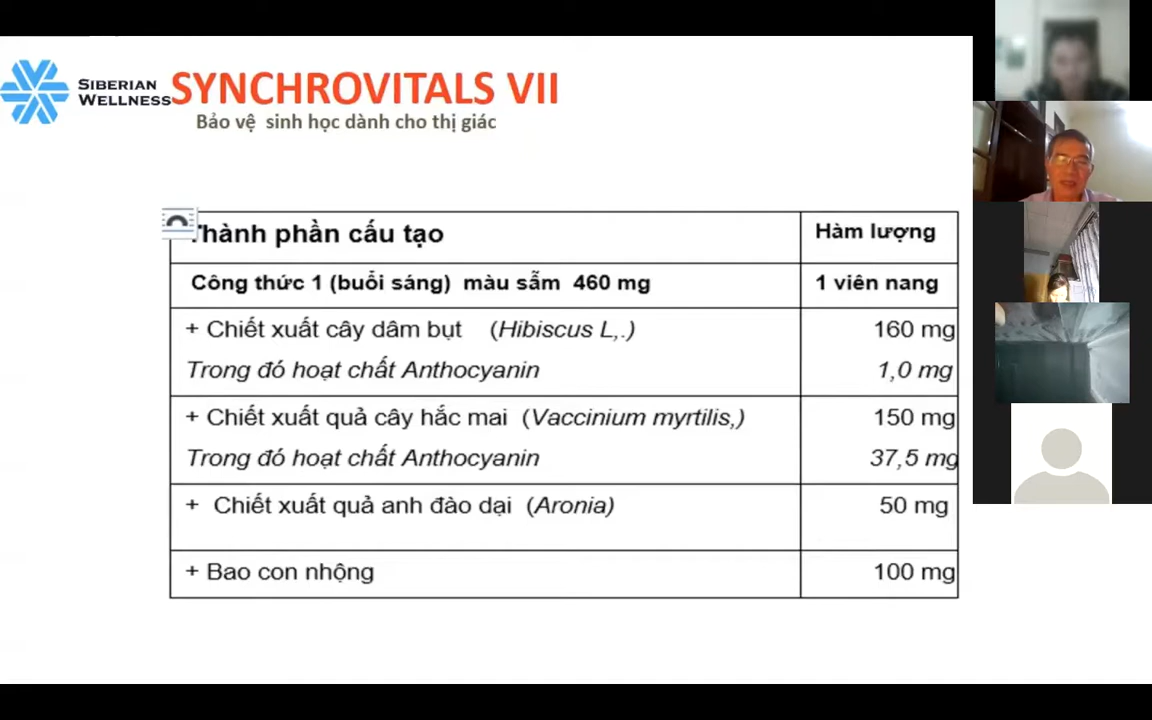 SIBERIAN
WELLNESS
SYNCHROVITALS VII
Bảo vệ sinh học dành cho thị giác
Thành phần cấu tạo Hàm lượng
Công thức 1 (buổi sáng) màu sẫm 460 mg 1 viên nang
+ Chiết xuất cây dâm bụt (Hibiscus L,.) 160 mg
Trong đó hoạt chất Anthocyanin 1,0 mg
+ Chiết xuất quả cây hắc mai (Vaccinium myrtilis,) 150 mg
Trong đó hoạt chất Anthocyanin 37,5 mg
+ Chiết xuất quả anh đào dại (Aronia) 50 mg
+ Bao con nhộng 100 mg